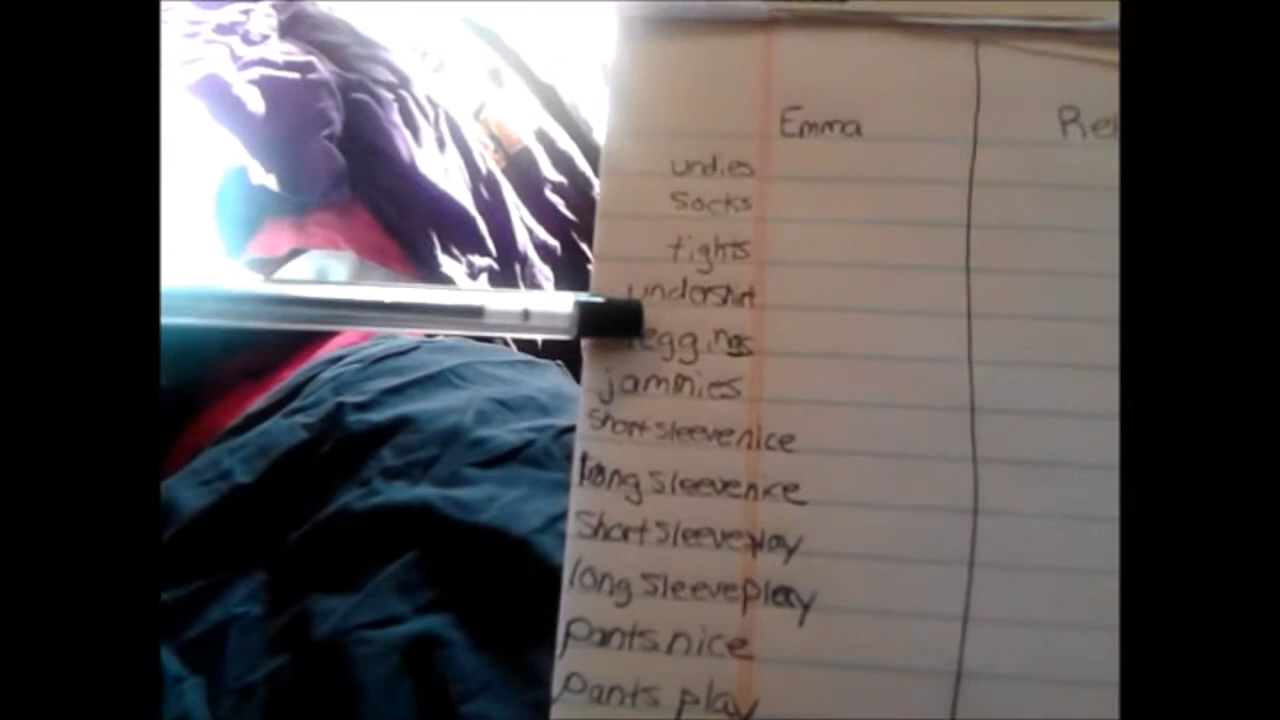 Emma
undies
socks
tights
undershirt
jammies
short sleeve nice
long sleeve nice
short sleeve play
long sleeve play
pants nice
pants play